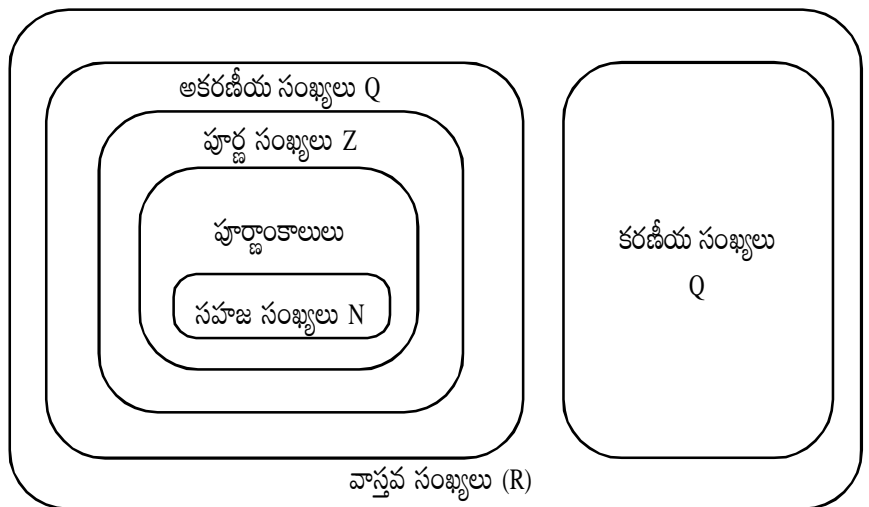 అకరణీయ సంఖ్యలు Q
పూర్ణ సంఖ్యలు Z
పూర్ణాంకాలులు
సహజ సంఖ్యలు N
కరణీయ సంఖ్యలు
Q
వాస్తవ సంఖ్యలు (R)